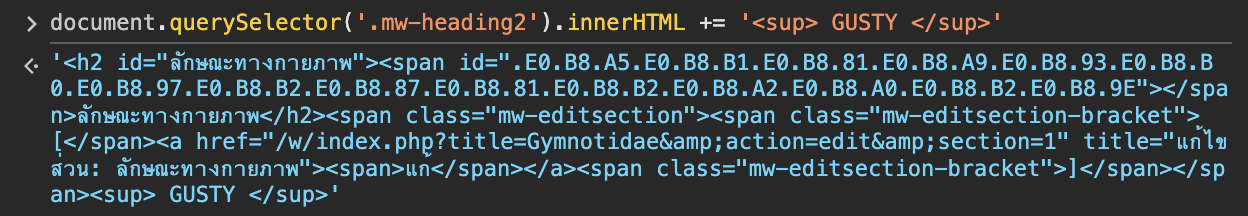 > document.querySelector('.mw-heading2').innerHTML += '<sup> GUSTY </sup>'
'<h2 id="ลักษณะทางกายภาพ"><span id=".E0.B8.A5.E0.B8.B1.E0.B8.81.E0.B8.A9.E0.B8.93.E0.B8.B
0.E0.B8.97.E0.B8.B2.E0.B8.87.E0.B8.81.E0.B8.B2.E0.B8.A2.E0.B8.A0.E0.B8.B2.E0.B8.9E"></spa
n>ลักษณะทางกายภาพ</h2><span class="mw-editsection"><span class="mw-editsection-bracket">
[</span><a href="/w/index.php?title=Gymnotidae&amp;action=edit&amp;section=1" title="แก้ไข
ส่วน: ลักษณะทางกายภาพ"><span>แก้</span></a><span class="mw-editsection-bracket">]</span></sp
an><sup> GUSTY </sup>'